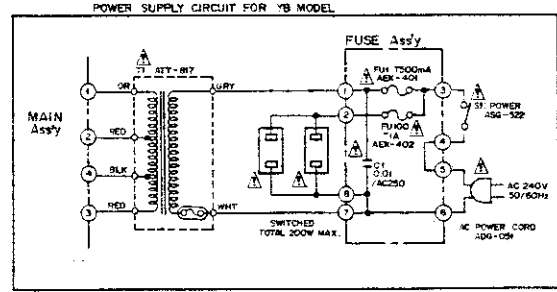 POWER SUPPLY CIRCUIT FOR YB MODEL
FUSE Ass'y
T1 ATT-817
FU1 T500mA
AEK-401
MAIN
Ass'y
1
OR
GRY
1
3
2
RED
2
FU100
T1A
AEK-402
S1: POWER
ASG-522
4
4
BLK
C1
0.01
/AC250
5
AC 240V
50/60Hz
8
3
RED
WHT
7
6
SWITCHED
TOTAL 200W MAX.
AC POWER CORD
ADG-051